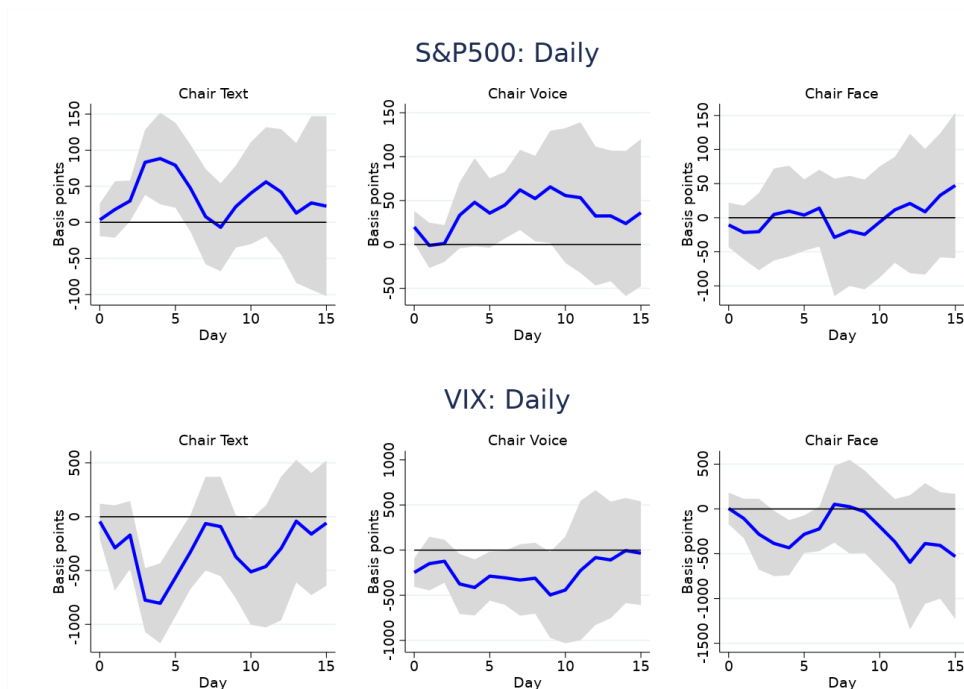 S&P500: Daily
Chair Text
Chair Voice
Chair Face
Basis points
150
100
50
0
-50
-100
0 5 10 15
Day
Basis points
150
100
50
0
-50
0 5 10 15
Day
Basis points
150
100
50
0
-50
-100
0 5 10 15
Day
VIX: Daily
Chair Text
Chair Voice
Chair Face
Basis points
500
0
-500
-1000
0 5 10 15
Day
Basis points
1000
500
0
-500
-1000
0 5 10 15
Day
Basis points
500
0
-500
-1000
-1500
0 5 10 15
Day